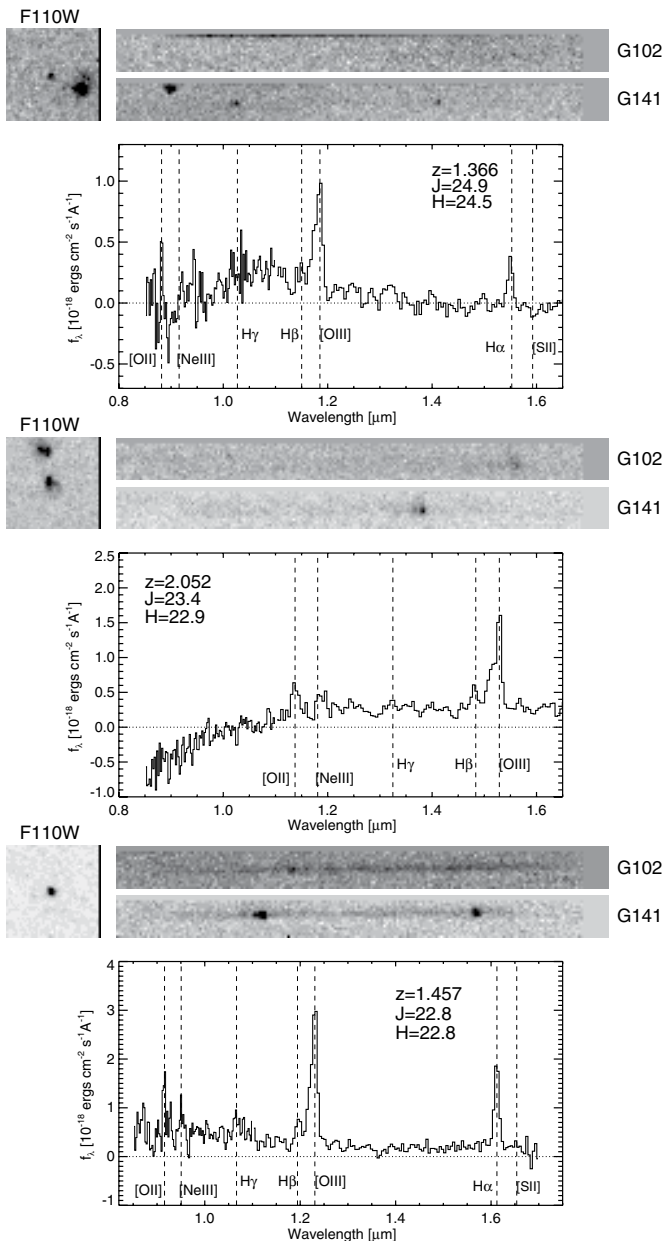 F110W
G102
G141
z=1.366
J=24.9
H=24.5
1.0
0.5
0.0
-0.5
f_λ [10^-18 ergs cm^-2 s^-1 A^-1]
[OII] [NeIII] Hγ Hβ [OIII] Hα [SII]
0.8 1.0 1.2 1.4 1.6
Wavelength [μm]
F110W
G102
G141
z=2.052
J=23.4
H=22.9
2.5
2.0
1.5
1.0
0.5
0.0
-0.5
-1.0
f_λ [10^-18 ergs cm^-2 s^-1 A^-1]
[OII] [NeIII] Hγ Hβ [OIII]
0.8 1.0 1.2 1.4 1.6
Wavelength [μm]
F110W
G102
G141
z=1.457
J=22.8
H=22.8
4
3
2
1
0
-1
f_λ [10^-18 ergs cm^-2 s^-1 A^-1]
[OII] [NeIII] Hγ Hβ [OIII] Hα [SII]
1.0 1.2 1.4 1.6
Wavelength [μm]